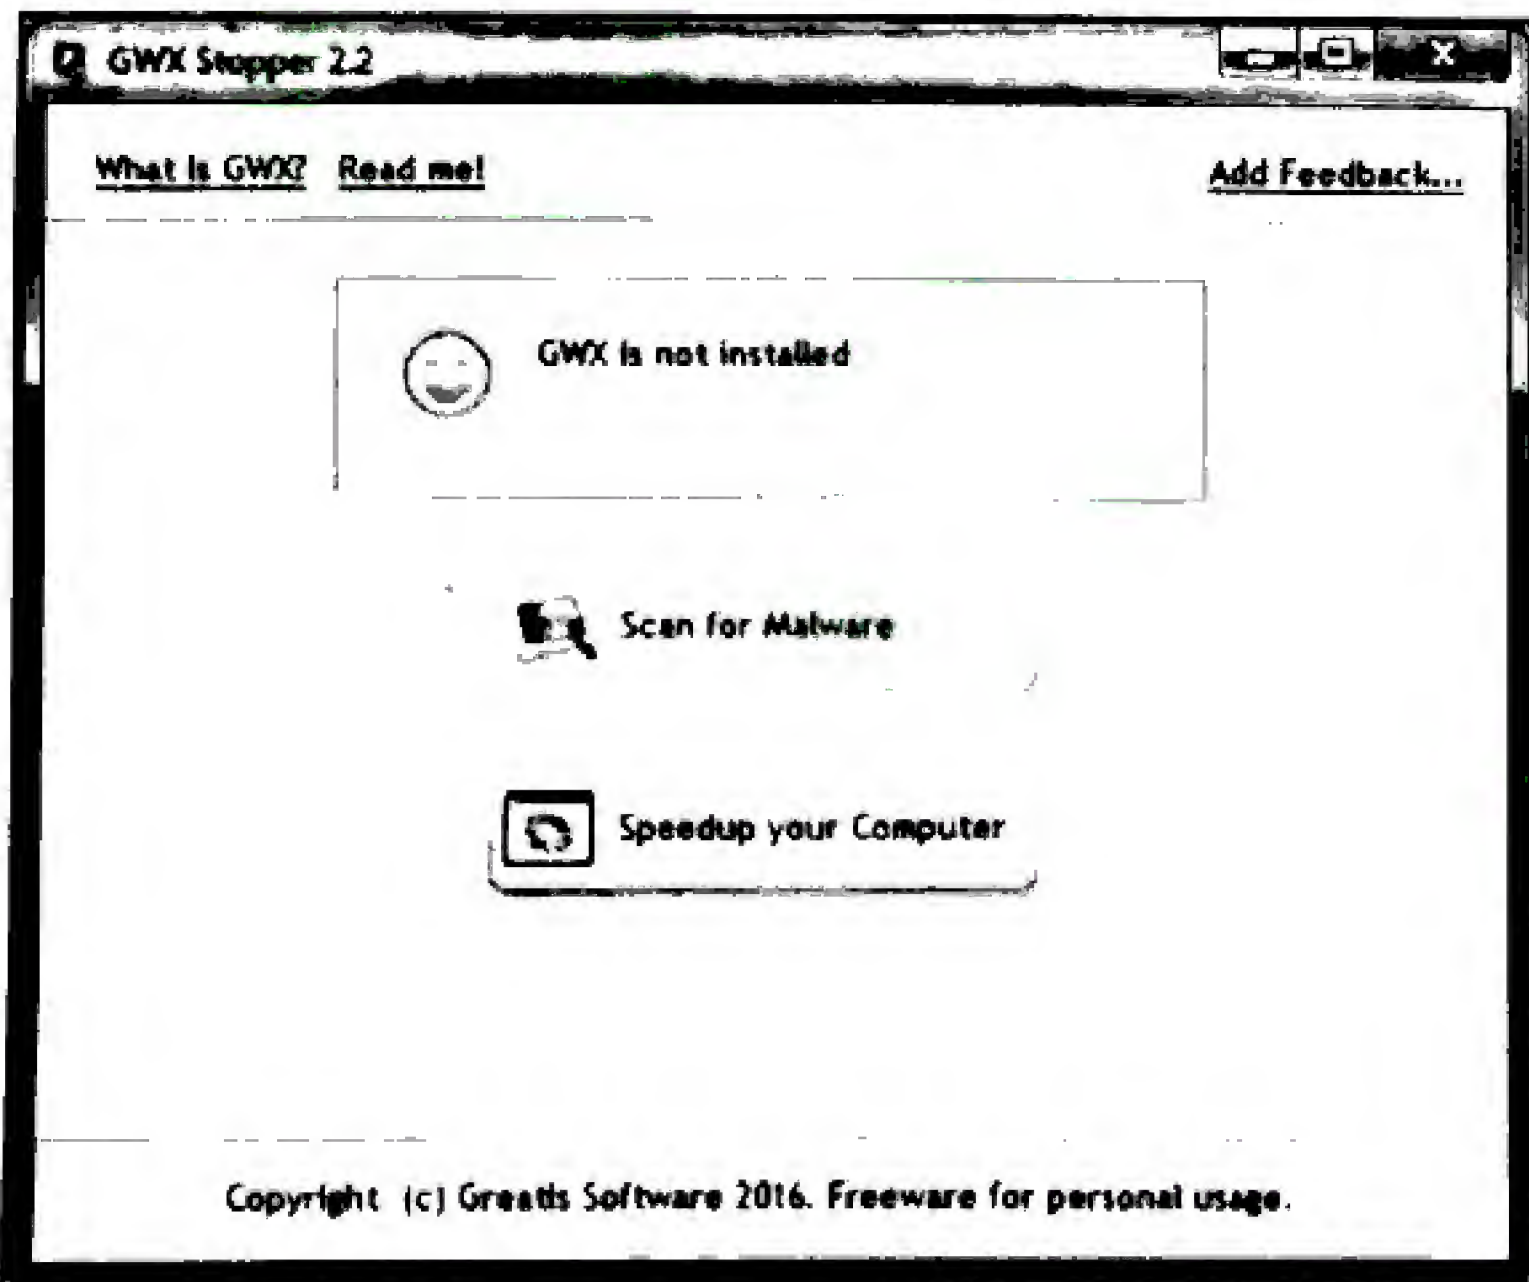 GWX Stopper 2.2
What is GWX? Read me! Add Feedback...
GWX is not installed
Scan for Malware
Speedup your Computer
Copyright (c) Greatis Software 2016. Freeware for personal usage.